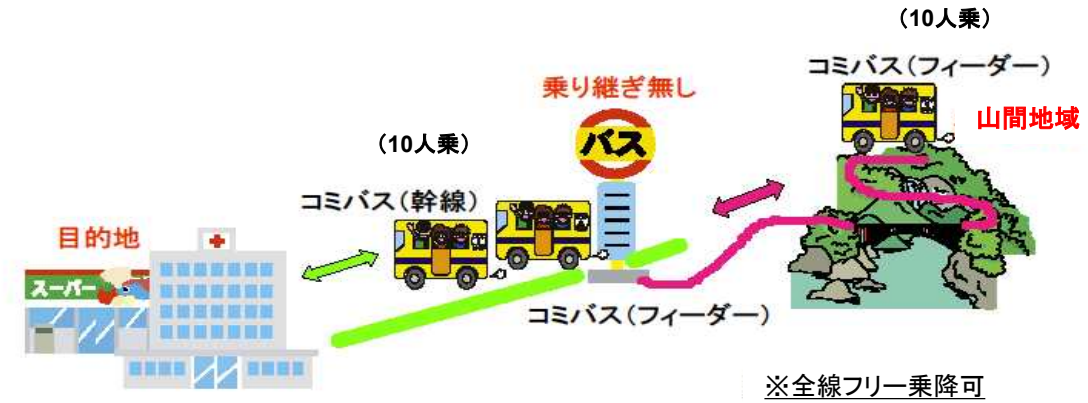 （10人乗）
コミバス（フィーダー）
乗り継ぎ無し
山間地域
バス
（10人乗）
コミバス（幹線）
目的地
スーパー
コミバス（フィーダー）
※全線フリー乗降可